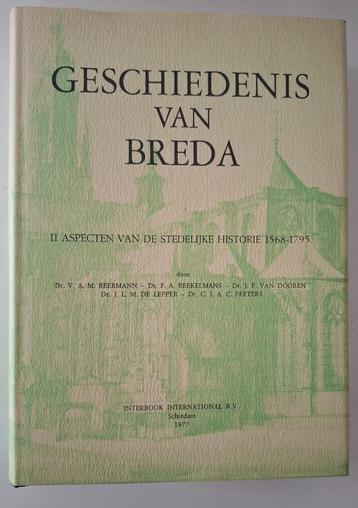 GESCHIEDENIS
VAN
BREDA
II ASPECTEN VAN DE STEDELIJKE HISTORIE 1568-1795
door
Dr. V. A. M. BEERMANN – Dr. F. A. BREKELMANS – Dr. J. P. VAN DOOREN
Dr. J. L. M. DE LEPPER – Dr. C. J. A. C. PEETERS
INTERBOOK INTERNATIONAL B.V.
Schiedam
1977